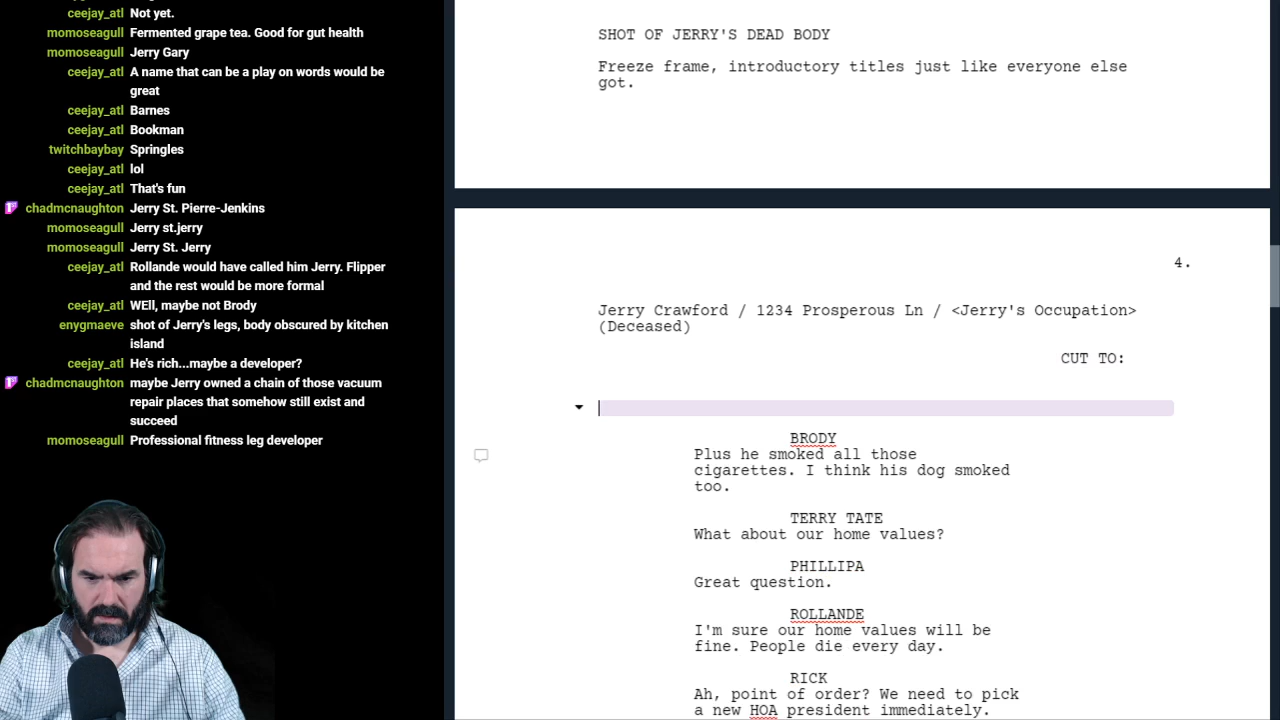 ceejay_atl Not yet.
momoseagull Fermented grape tea. Good for gut health
momoseagull Jerry Gary
ceejay_atl A name that can be a play on words would be
great
ceejay_atl Barnes
ceejay_atl Bookman
twitchbaybay Springles
ceejay_atl lol
ceejay_atl That's fun
chadmcnaughton Jerry St. Pierre-Jenkins
momoseagull Jerry st.jerry
momoseagull Jerry St. Jerry
ceejay_atl Rollande would have called him Jerry. Flipper
and the rest would be more formal
ceejay_atl WEll, maybe not Brody
enygmaeve shot of Jerry's legs, body obscured by kitchen
island
ceejay_atl He's rich...maybe a developer?
chadmcnaughton maybe Jerry owned a chain of those vacuum
repair places that somehow still exist and
succeed
momoseagull Professional fitness leg developer
SHOT OF JERRY'S DEAD BODY
Freeze frame, introductory titles just like everyone else
got.
4.
Jerry Crawford / 1234 Prosperous Ln / <Jerry's Occupation>
(Deceased)
CUT TO:
BRODY
Plus he smoked all those
cigarettes. I think his dog smoked
too.
TERRY TATE
What about our home values?
PHILLIPA
Great question.
ROLLANDE
I'm sure our home values will be
fine. People die every day.
RICK
Ah, point of order? We need to pick
a new HOA president immediately.